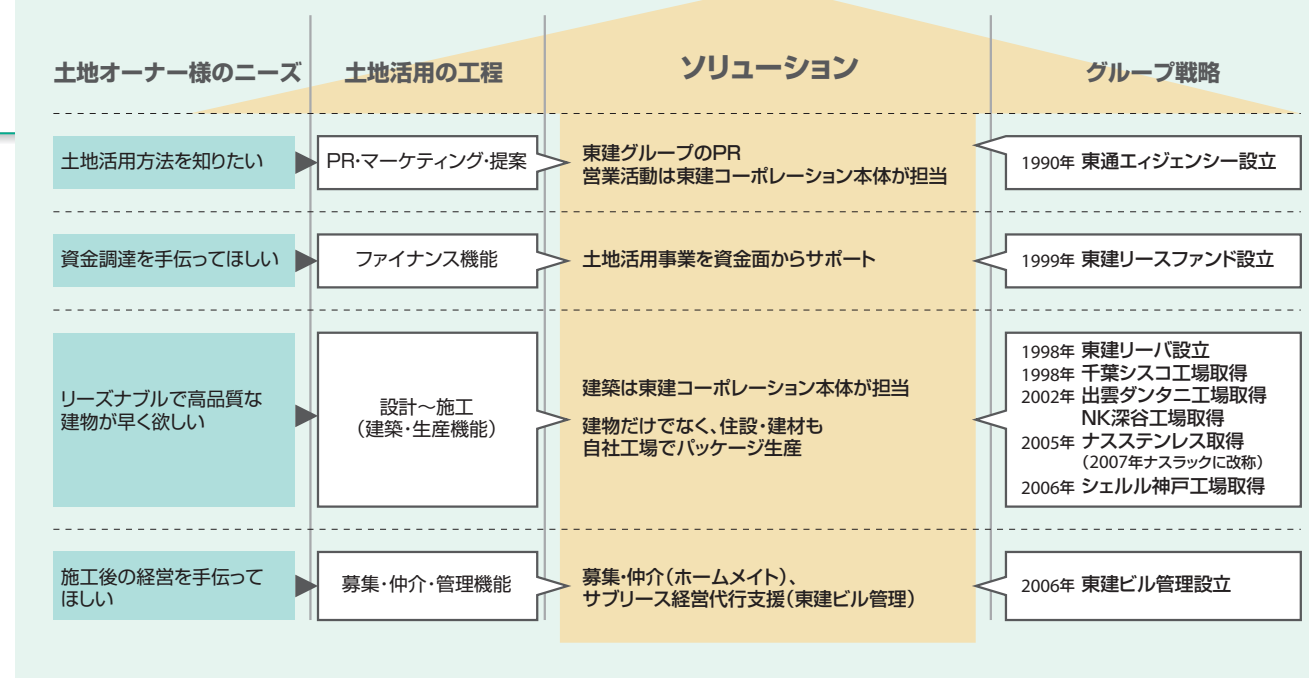 土地オーナー様のニーズ
土地活用の工程
ソリューション
グループ戦略
土地活用方法を知りたい
PR・マーケティング・提案
東建グループのPR
営業活動は東建コーポレーション本体が担当
1990年 東通エィジェンシー設立
資金調達を手伝ってほしい
ファイナンス機能
土地活用事業を資金面からサポート
1999年 東建リースファンド設立
リーズナブルで高品質な
建物が早く欲しい
設計〜施工
（建築・生産機能）
建築は東建コーポレーション本体が担当
建物だけでなく、住設・建材も
自社工場でパッケージ生産
1998年 東建リーバ設立
1998年 千葉シスコ工場取得
2002年 出雲ダンタニ工場取得
NK深谷工場取得
2005年 ナスステンレス取得
（2007年ナスラックに改称）
2006年 シェルル神戸工場取得
施工後の経営を手伝って
ほしい
募集・仲介・管理機能
募集・仲介（ホームメイト）、
サブリース経営代行支援（東建ビル管理）
2006年 東建ビル管理設立